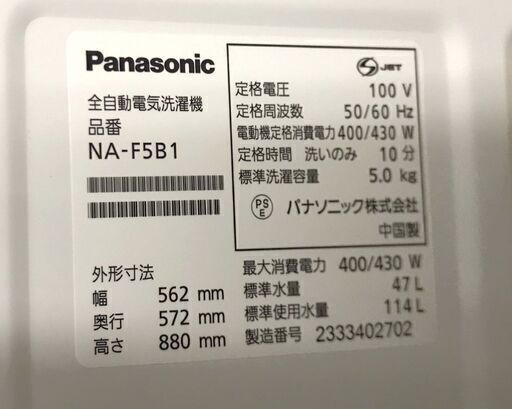 Panasonic
全自動電気洗濯機
品番
NA-F5B1
外形寸法
幅 562 mm
奥行 572 mm
高さ 880 mm
S JET
定格電圧 100 V
定格周波数 50/60 Hz
電動機定格消費電力 400/430 W
定格時間 洗いのみ 10分
標準洗濯容量 5.0 kg
PSE パナソニック株式会社
中国製
最大消費電力 400/430 W
標準水量 47 L
標準使用水量 114 L
製造番号 2333402702